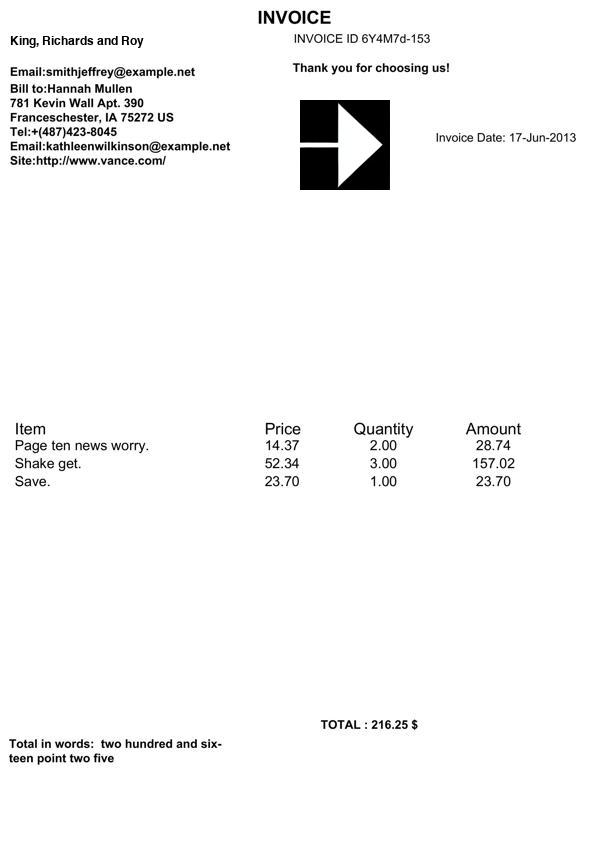 INVOICE
King, Richards and Roy
INVOICE ID 6Y4M7d-153
Thank you for choosing us!
Email:smithjeffrey@example.net
Bill to:Hannah Mullen
781 Kevin Wall Apt. 390
Franceschester, IA 75272 US
Tel:+(487)423-8045
Email:kathleenwilkinson@example.net
Site:http://www.vance.com/
Invoice Date: 17-Jun-2013
Item Price Quantity Amount
Page ten news worry. 14.37 2.00 28.74
Shake get. 52.34 3.00 157.02
Save. 23.70 1.00 23.70
TOTAL : 216.25 $
Total in words:  two hundred and six-
teen point two five